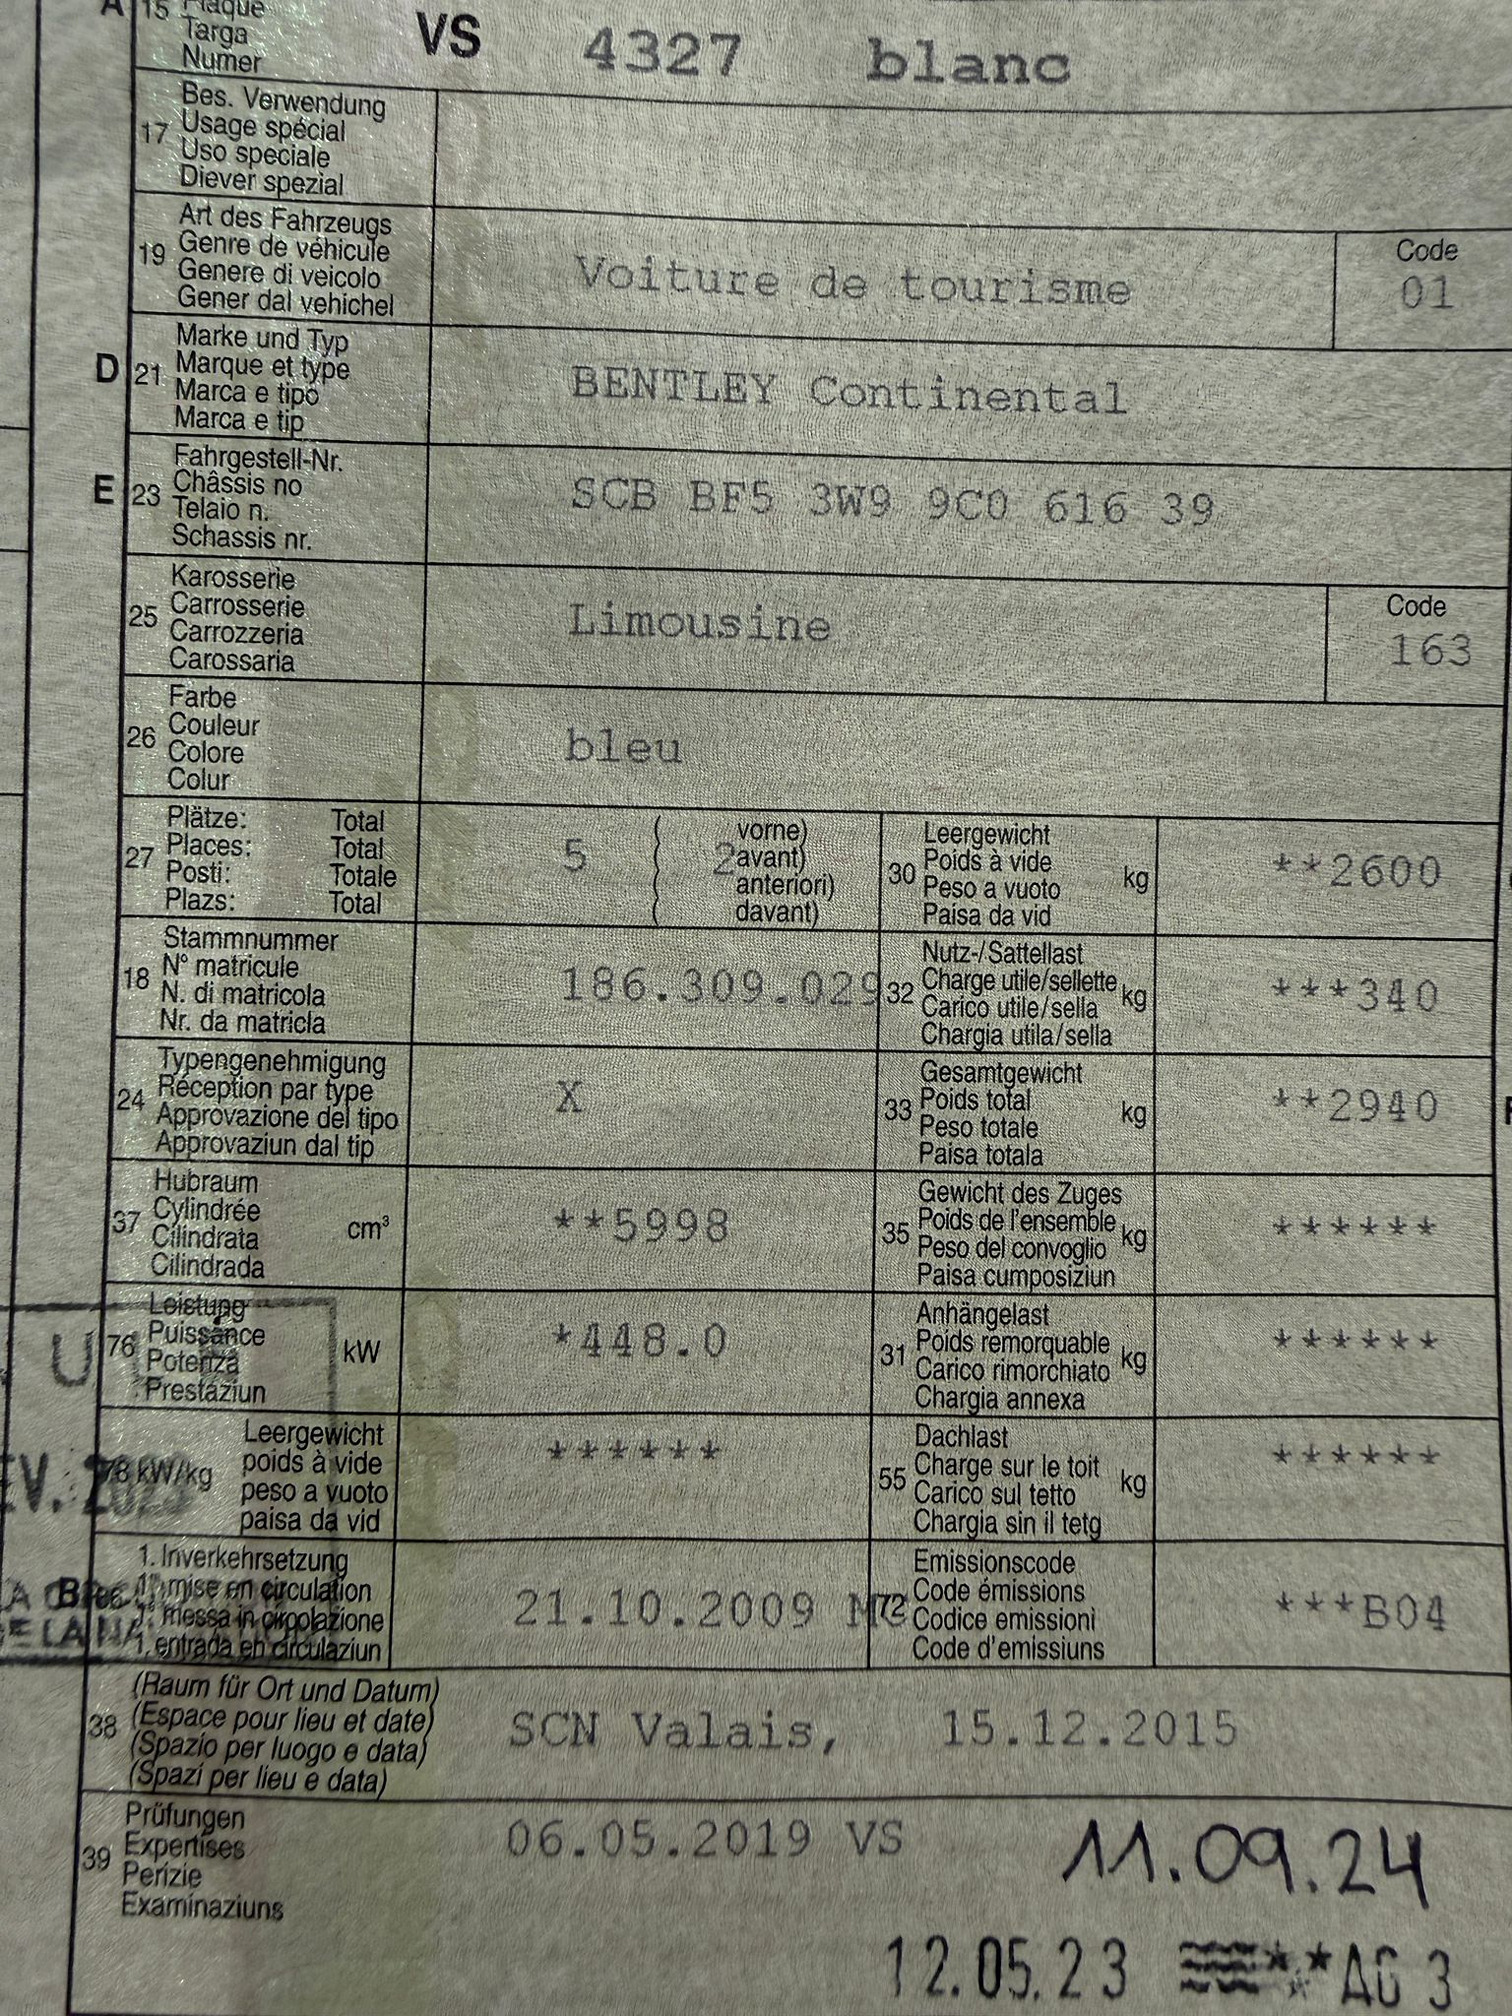 A 15 Plaque
Targa
Numer
VS 4327 blanc
17 Bes. Verwendung
Usage spécial
Uso speciale
Diever spezial
19 Art des Fahrzeugs
Genre de véhicule
Genere di veicolo
Gener dal vehichel
Voiture de tourisme
Code
01
D 21 Marke und Typ
Marque et type
Marca e tipo
Marca e tip
BENTLEY Continental
E 23 Fahrgestell-Nr.
Châssis no
Telaio n.
Schassis nr.
SCB BF5 3W9 9C0 616 39
25 Karosserie
Carrosserie
Carrozzeria
Carossaria
Limousine
Code
163
26 Farbe
Couleur
Colore
Colur
bleu
27 Plätze: Total
Places: Total
Posti: Totale
Plazs: Total
5 ( 2 vorne)
( avant)
( anteriori)
( davant)
30 Leergewicht
Poids à vide
Peso a vuoto
Paisa da vid
kg **2600
18 Stammnummer
N° matricule
N. di matricola
Nr. da matricla
186.309.029
32 Nutz-/Sattellast
Charge utile/sellette
Carico utile/sella
Chargia utila/sella
kg ***340
24 Typengenehmigung
Réception par type
Approvazione del tipo
Approvaziun dal tip
X
33 Gesamtgewicht
Poids total
Peso totale
Paisa totala
kg **2940
37 Hubraum
Cylindrée
Cilindrata
Cilindrada
cm³ **5998
35 Gewicht des Zuges
Poids de l'ensemble
Peso del convoglio
Paisa cumposiziun
kg ******
76 Leistung
Puissance
Potenza
Prestaziun
kW *448.0
31 Anhängelast
Poids remorquable
Carico rimorchiato
Chargia annexa
kg ******
78 kW/kg Leergewicht
poids à vide
peso a vuoto
paisa da vid
******
55 Dachlast
Charge sur le toit
Carico sul tetto
Chargia sin il tetg
kg ******
B 1. Inverkehrsetzung
1re mise en circulation
1. messa in circolazione
1. entrada en circulaziun
21.10.2009
72 Emissionscode
Code émissions
Codice emissioni
Code d'emissiuns
***B04
38 (Raum für Ort und Datum)
(Espace pour lieu et date)
(Spazio per luogo e data)
(Spazi per lieu e data)
SCN Valais, 15.12.2015
39 Prüfungen
Expertises
Perizie
Examinaziuns
06.05.2019 VS
11.09.24
12.05.23 **AG 3